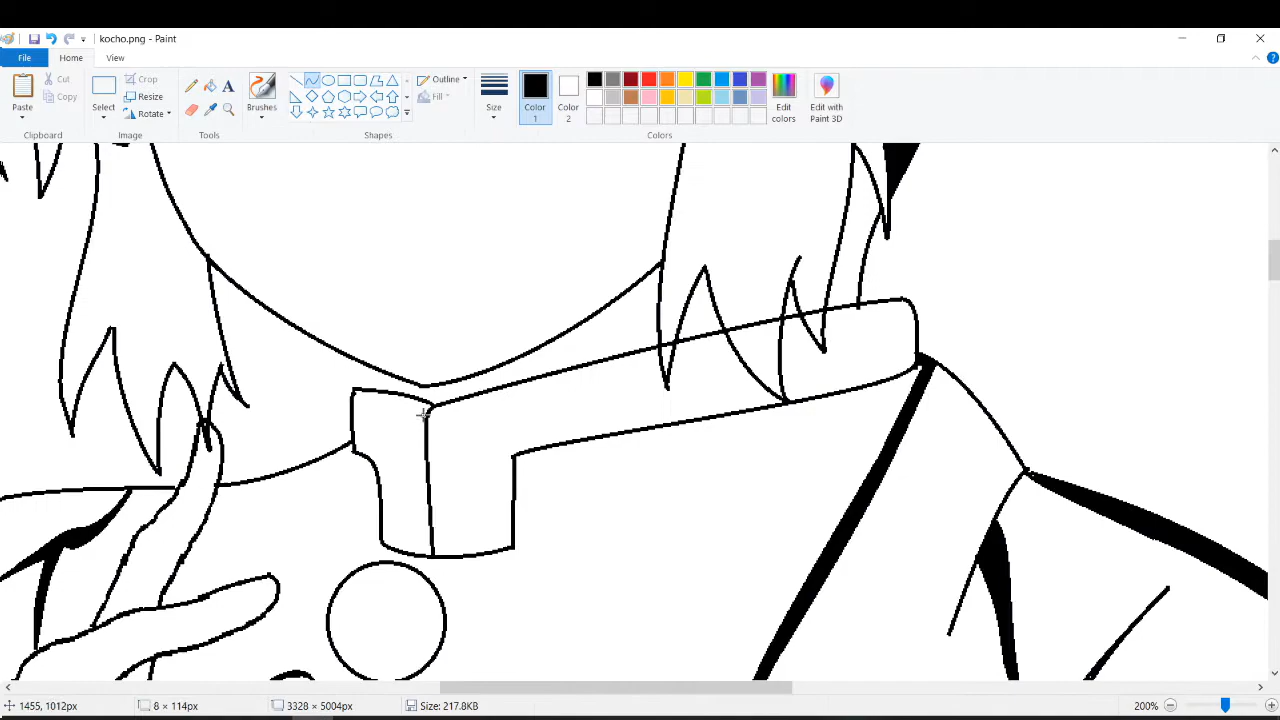 kocho.png - Paint
File
Home
View
Paste
Cut
Copy
Clipboard
Select
Crop
Resize
Rotate
Image
A
Tools
Brushes
Outline
Fill
Shapes
Size
Color 1
Color 2
Edit colors
Edit with Paint 3D
Colors
1455, 1012px
8 × 114px
3328 × 5004px
Size: 217.8KB
200%